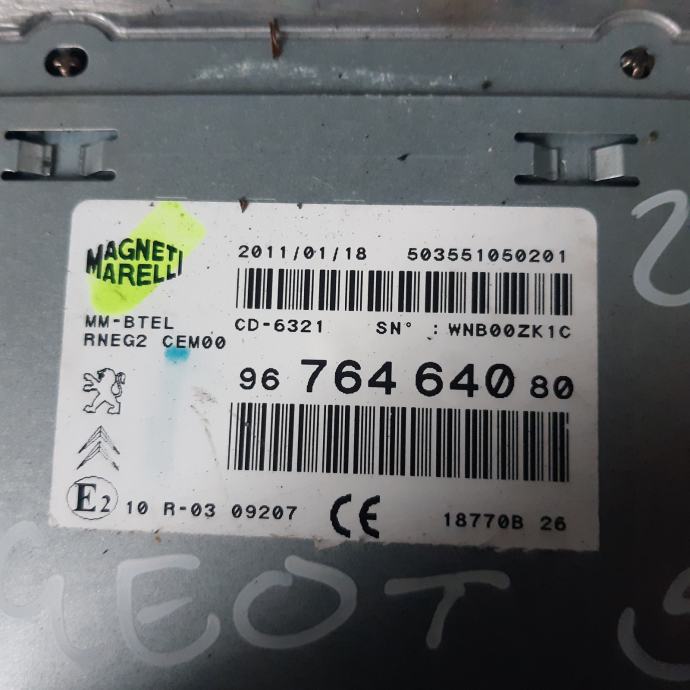 MAGNETI
MARELLI
2011/01/18 503551050201
MM-BTEL CD-6321 SN° : WNB00ZK1C
RNEG2 CEM00
96 764 640 80
E2 10 R-03 09207 CE 18770B 26
GEOT